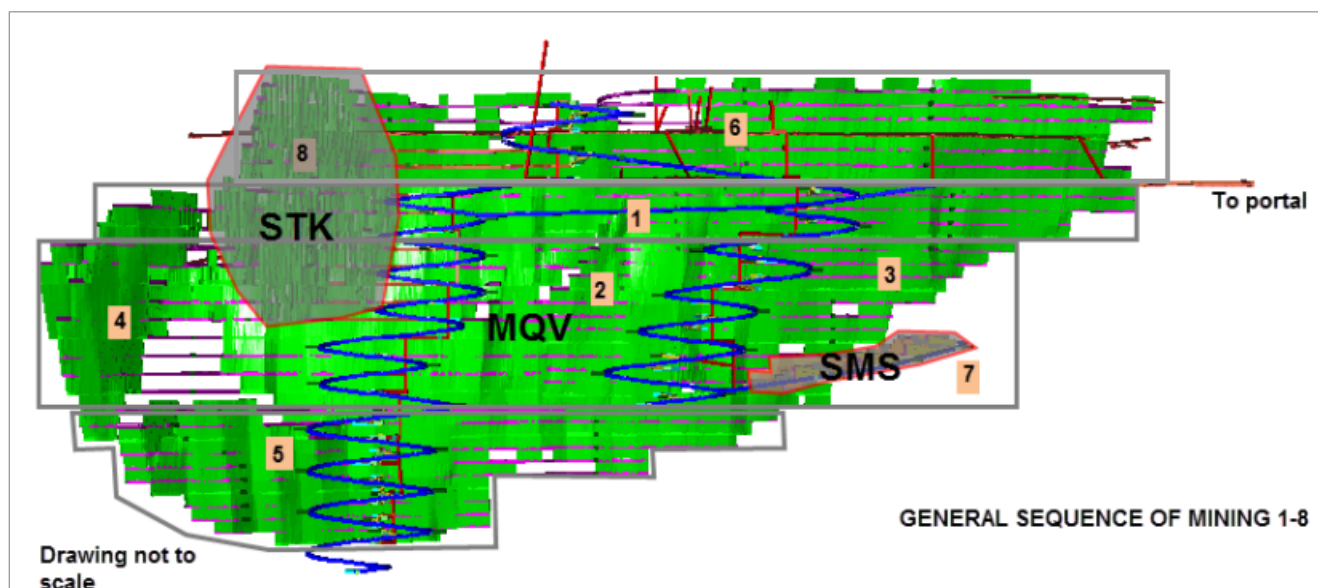 6
8
STK
1
To portal
2
3
4
MQV
SMS
7
5
GENERAL SEQUENCE OF MINING 1-8
Drawing not to
scale